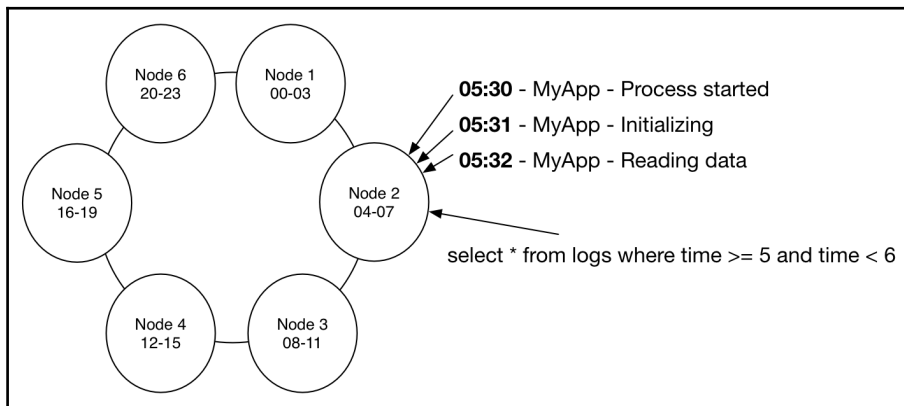 Node 6
20-23
Node 1
00-03
05:30 - MyApp - Process started
05:31 - MyApp - Initializing
05:32 - MyApp - Reading data
Node 5
16-19
Node 2
04-07
select * from logs where time >= 5 and time < 6
Node 4
12-15
Node 3
08-11